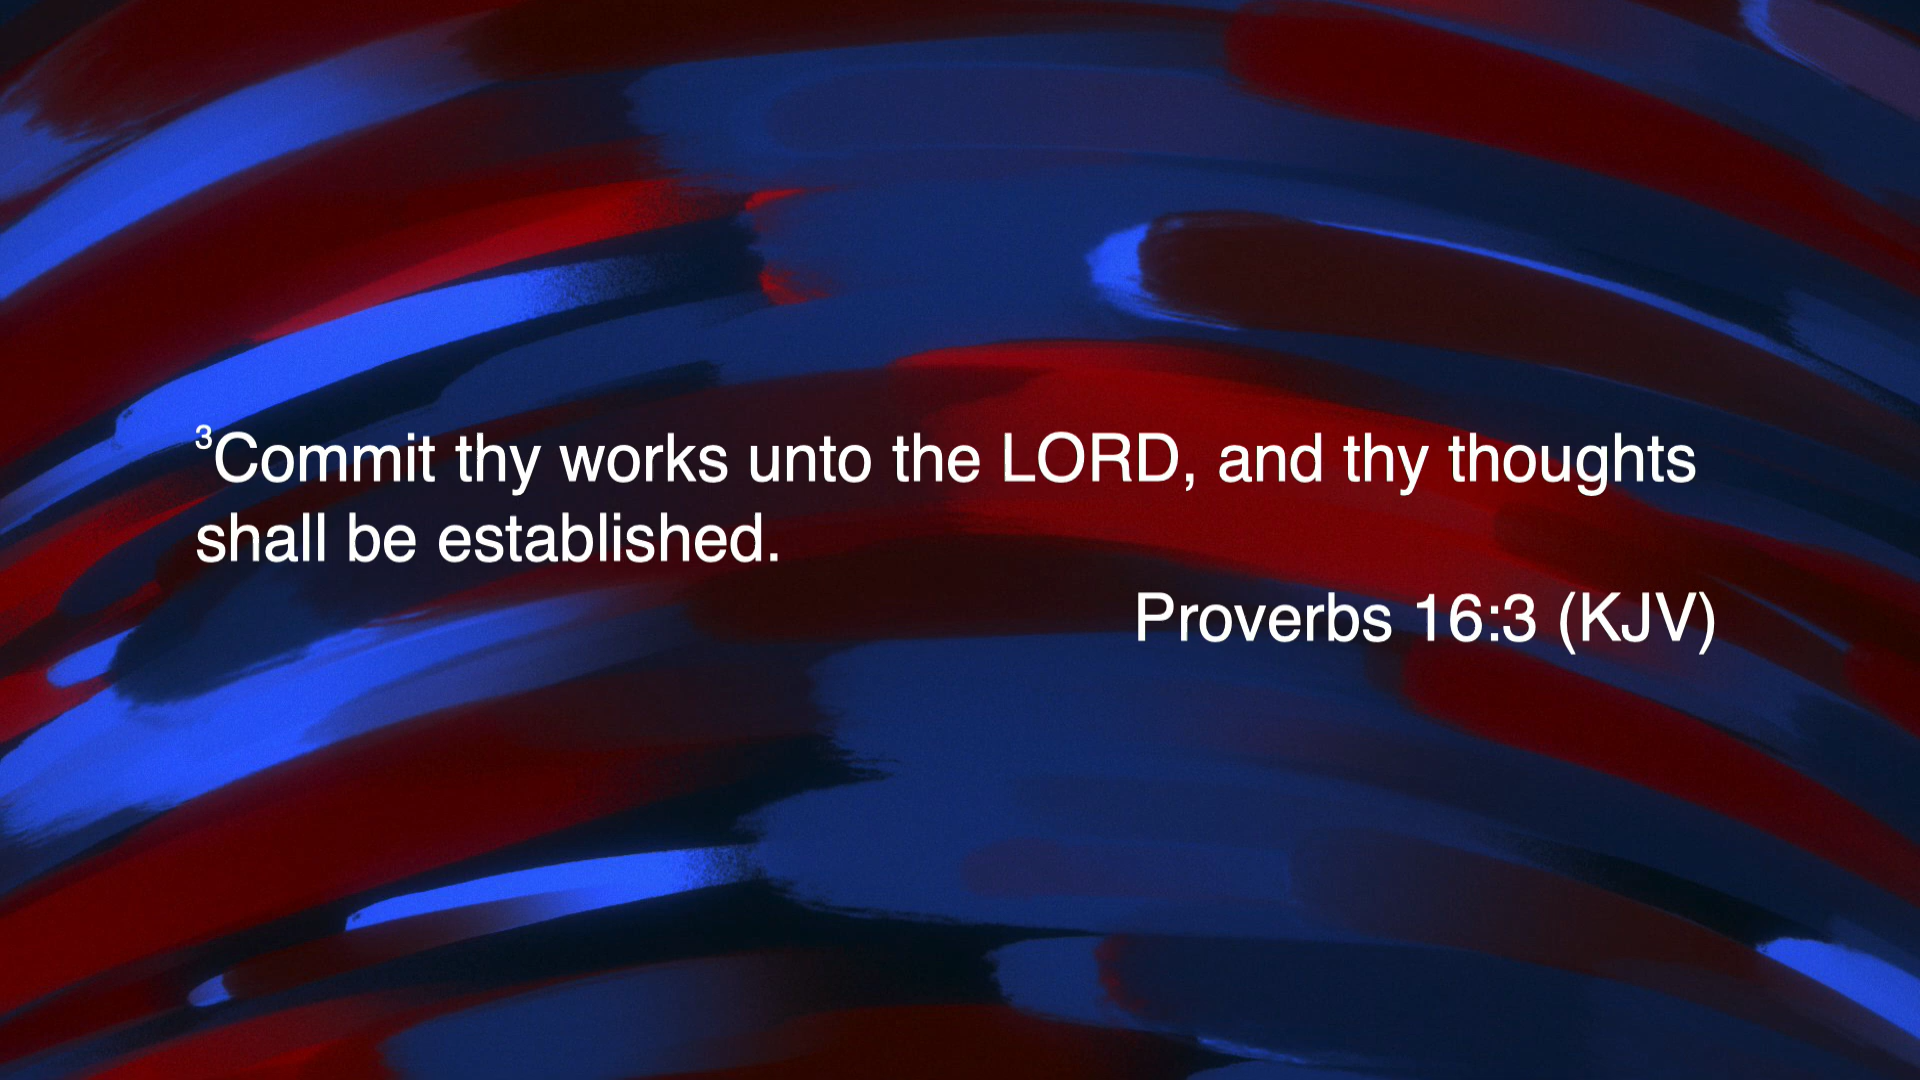 ³Commit thy works unto the LORD, and thy thoughts
shall be established.
Proverbs 16:3 (KJV)